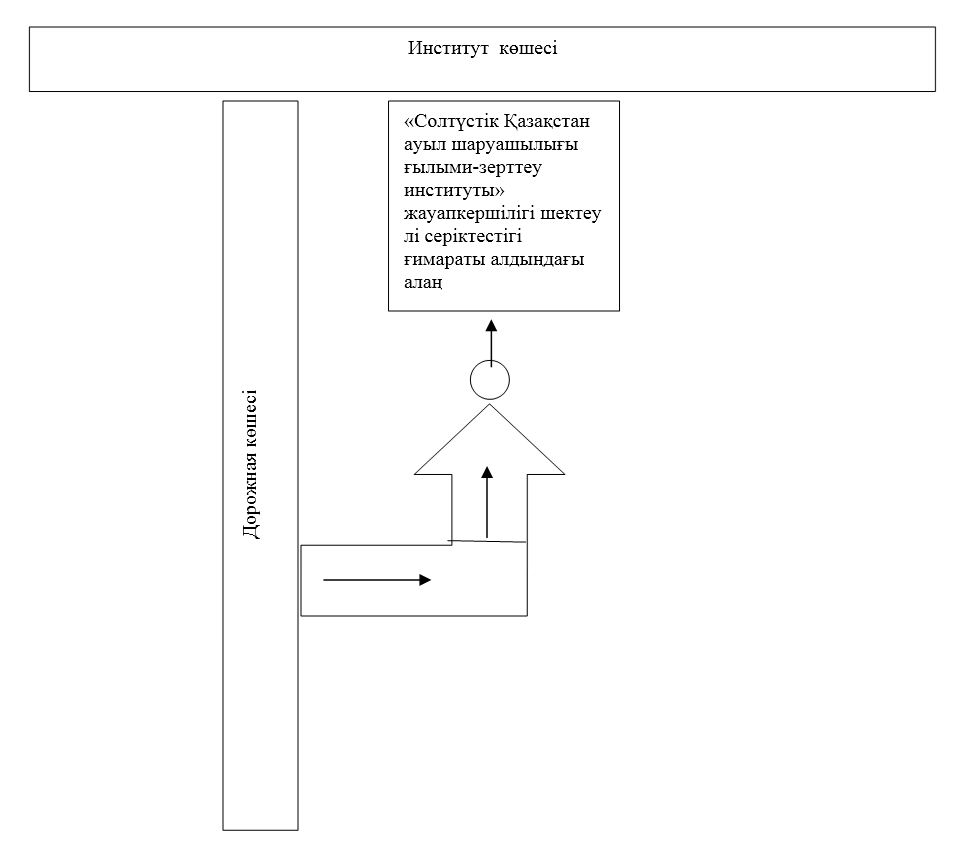 Институт көшесі
«Солтүстік Қазақстан
ауыл шаруашылығы
ғылыми-зерттеу
институты»
жауапкершілігі шектеу
лі серіктестігі
ғимараты алдындағы
алаң
Дорожная көшесі